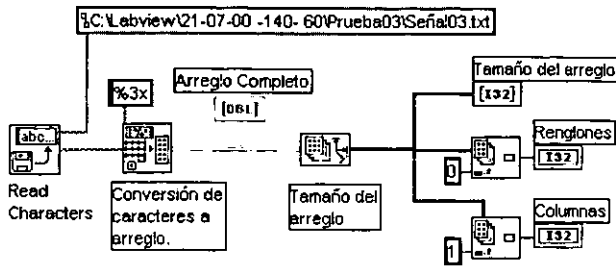 C:\Labview\21-07-00 -140- 60\Prueba03\Señal03.txt
%3x
Arreglo Completo
[DBL]
Tamaño del arreglo
[I32]
abc...
Renglones
0
I32
Read
Characters
Conversión de
caracteres a
arreglo.
Tamaño del
arreglo
Columnas
1
I32